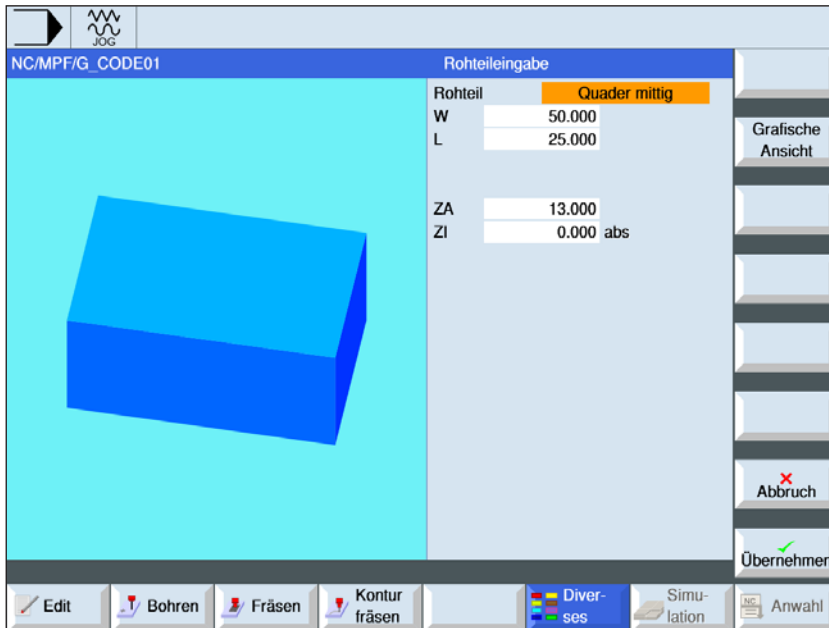 JOG
NC/MPF/G_CODE01
Rohteileingabe
Rohteil Quader mittig
W 50.000
L 25.000
ZA 13.000
ZI 0.000 abs
Grafische
Ansicht
Abbruch
Übernehmen
Edit
Bohren
Fräsen
Kontur
fräsen
Diver-
ses
Simu-
lation
NC
Anwahl